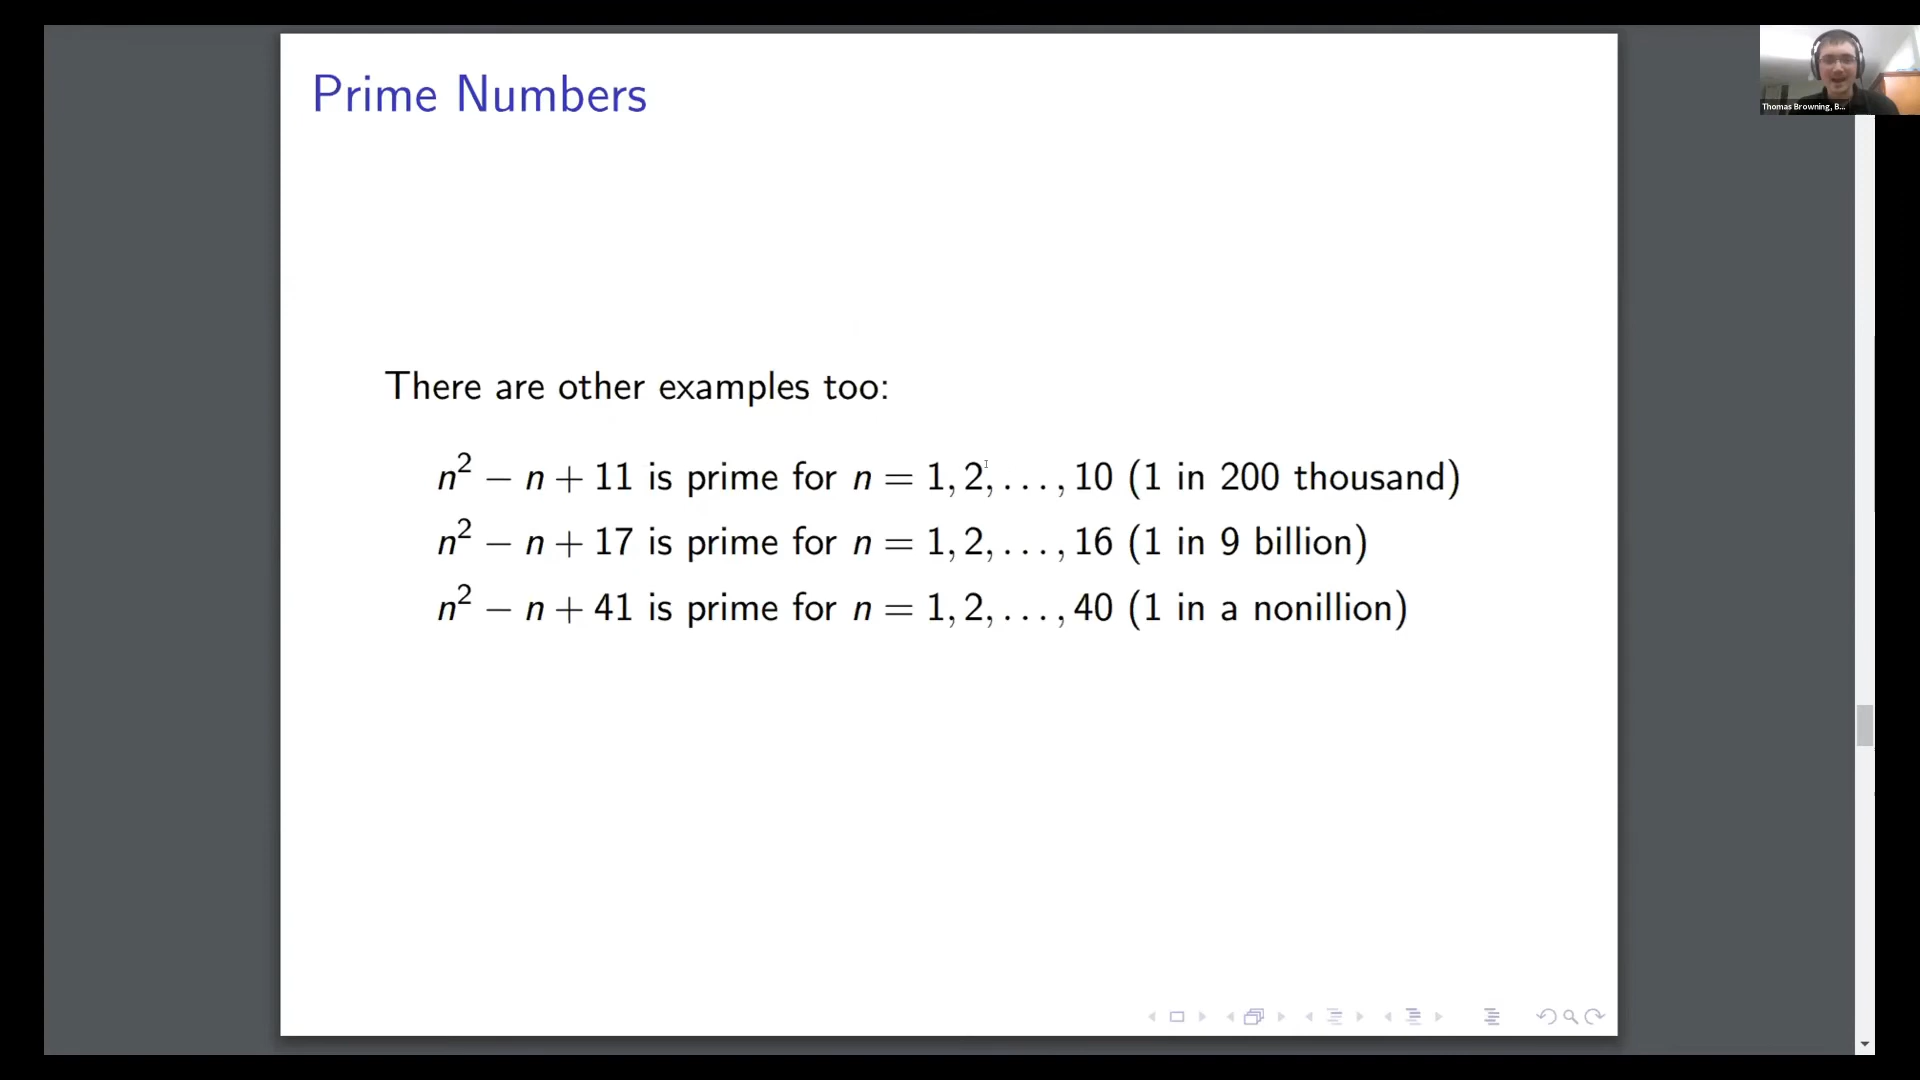 Prime Numbers
Thomas Browning, B...
There are other examples too:
n² − n + 11 is prime for n = 1, 2, . . . , 10 (1 in 200 thousand)
n² − n + 17 is prime for n = 1, 2, . . . , 16 (1 in 9 billion)
n² − n + 41 is prime for n = 1, 2, . . . , 40 (1 in a nonillion)